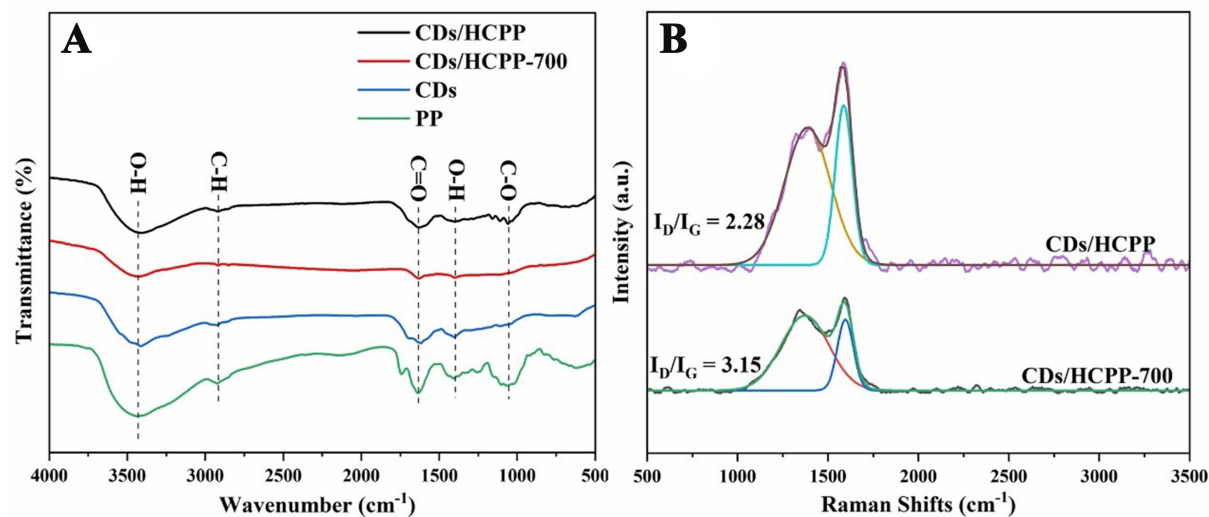 A
CDs/HCPP
CDs/HCPP-700
CDs
PP
O-H
C-H
C=O
O-H
C-O
Transmittance (%)
4000 3500 3000 2500 2000 1500 1000 500
Wavenumber (cm⁻¹)
B
I_D/I_G = 2.28
CDs/HCPP
I_D/I_G = 3.15
CDs/HCPP-700
Intensity (a.u.)
500 1000 1500 2000 2500 3000 3500
Raman Shifts (cm⁻¹)